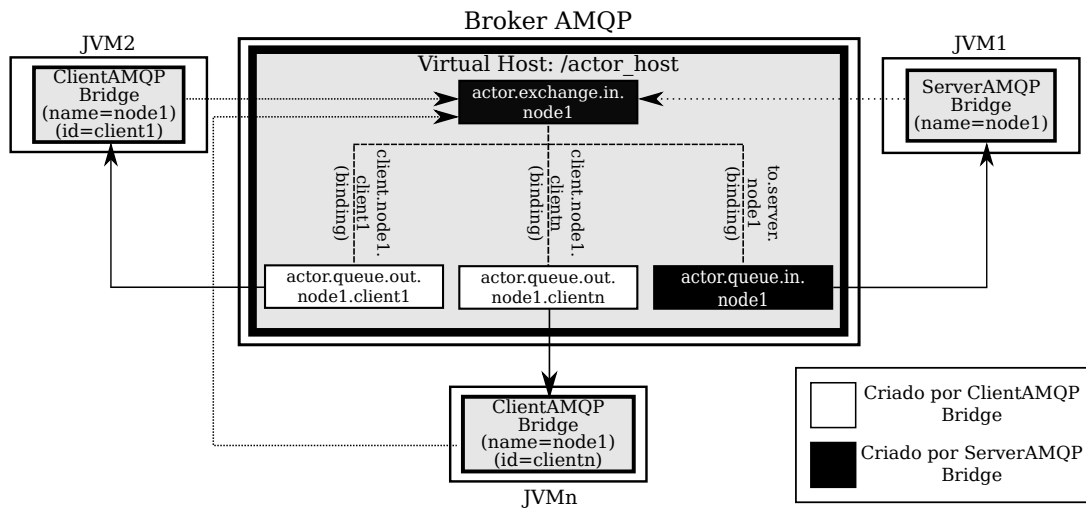 Broker AMQP
JVM2
JVM1
Virtual Host: /actor_host
ClientAMQP
Bridge
(name=node1)
(id=client1)
actor.exchange.in.
node1
ServerAMQP
Bridge
(name=node1)
client.node1.
client1
(binding)
client.node1.
clientn
(binding)
to.server.
node1
(binding)
actor.queue.out.
node1.client1
actor.queue.out.
node1.clientn
actor.queue.in.
node1
ClientAMQP
Bridge
(name=node1)
(id=clientn)
JVMn
Criado por ClientAMQP
Bridge
Criado por ServerAMQP
Bridge